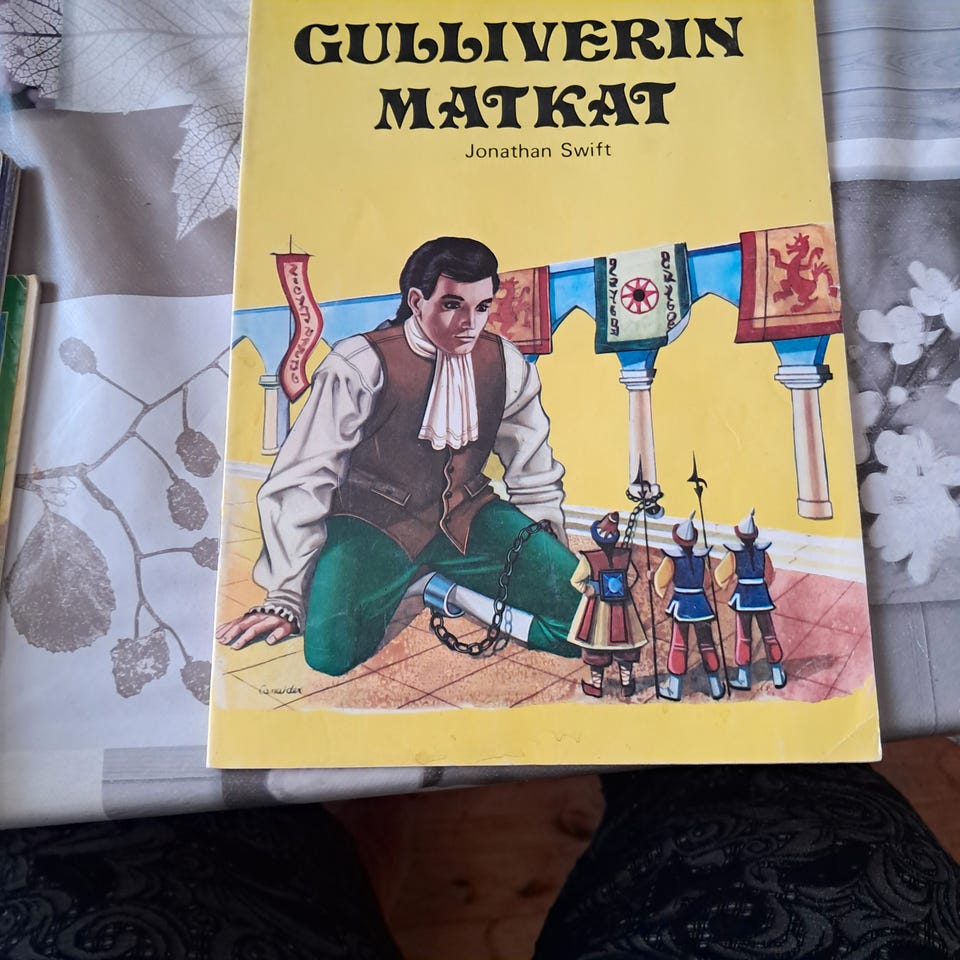 GULLIVERIN
MATKAT
Jonathan Swift